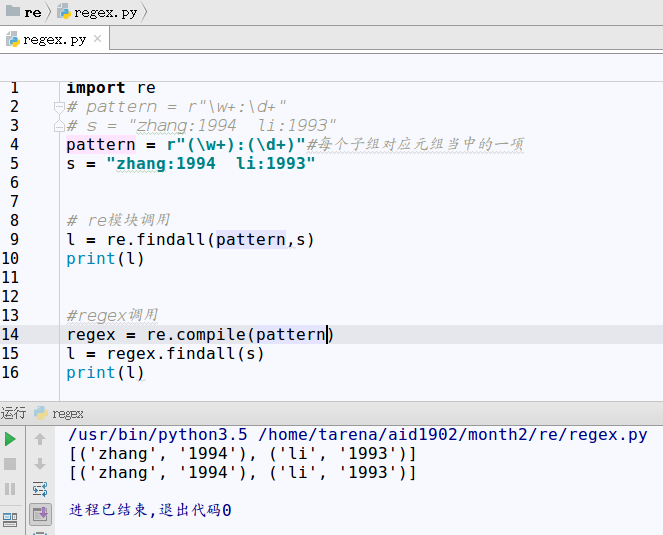 re regex.py
regex.py ×
1 import re
2 # pattern = r"\w+:\d+"
3 # s = "zhang:1994  li:1993"
4 pattern = r"(\w+):(\d+)"#每个子组对应元组当中的一项
5 s = "zhang:1994  li:1993"
6
7
8 # re模块调用
9 l = re.findall(pattern,s)
10 print(l)
11
12
13 #regex调用
14 regex = re.compile(pattern)
15 l = regex.findall(s)
16 print(l)
运行 regex
/usr/bin/python3.5 /home/tarena/aid1902/month2/re/regex.py
[('zhang', '1994'), ('li', '1993')]
[('zhang', '1994'), ('li', '1993')]
进程已结束,退出代码0